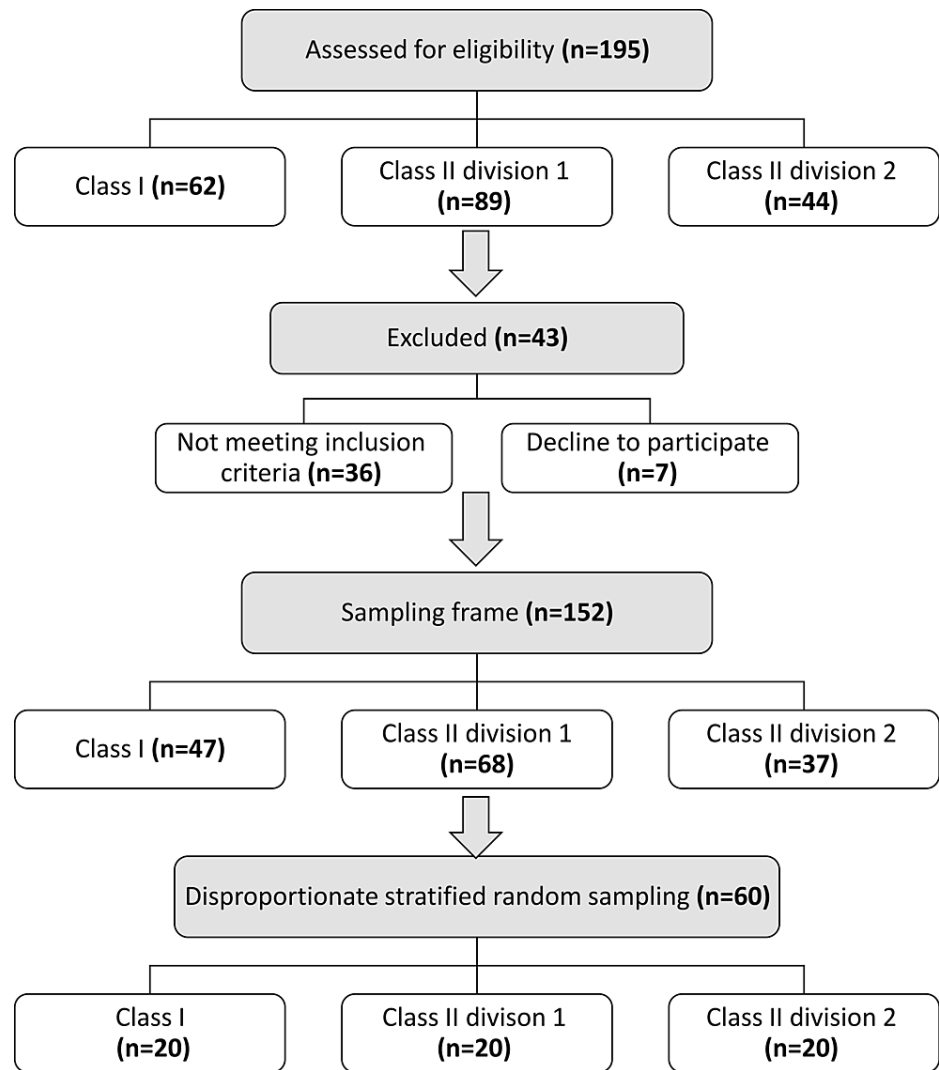 Assessed for eligibility (n=195)
Class I (n=62)
Class II division 1
(n=89)
Class II division 2
(n=44)
Excluded (n=43)
Not meeting inclusion
criteria (n=36)
Decline to participate
(n=7)
Sampling frame (n=152)
Class I (n=47)
Class II division 1
(n=68)
Class II division 2
(n=37)
Disproportionate stratified random sampling (n=60)
Class I
(n=20)
Class II divison 1
(n=20)
Class II division 2
(n=20)